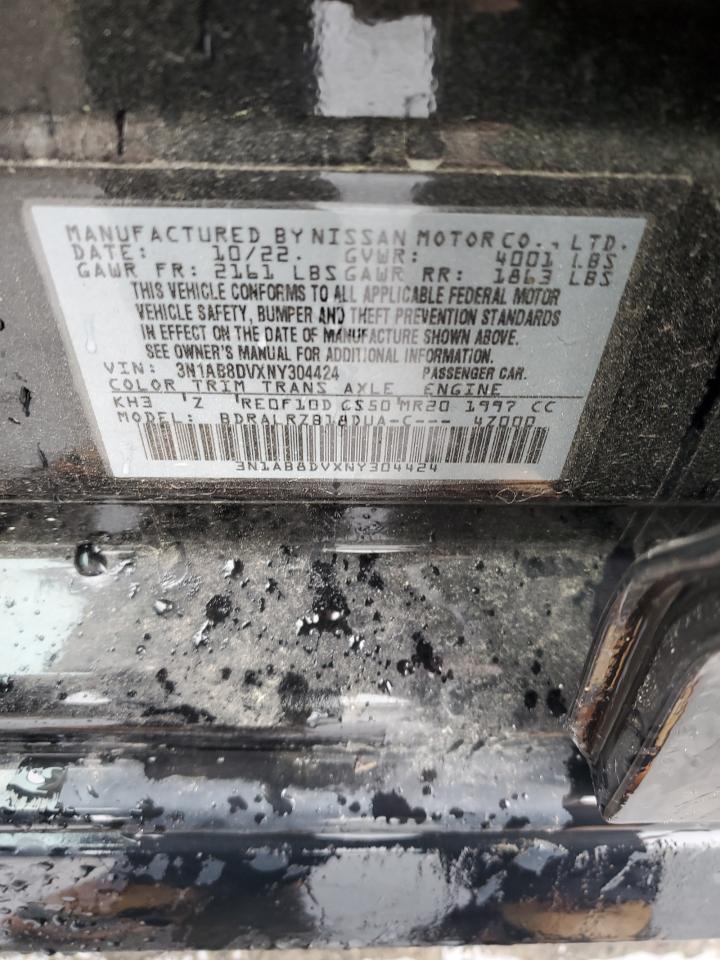 MANUFACTURED BY NISSAN MOTOR CO., LTD.
DATE: 10/22. GVWR: 4001 LBS
GAWR FR: 2161 LBS GAWR RR: 1863 LBS
THIS VEHICLE CONFORMS TO ALL APPLICABLE FEDERAL MOTOR
VEHICLE SAFETY, BUMPER AND THEFT PREVENTION STANDARDS
IN EFFECT ON THE DATE OF MANUFACTURE SHOWN ABOVE.
SEE OWNER'S MANUAL FOR ADDITIONAL INFORMATION.
VIN: 3N1AB8DVXNY304424 PASSENGER CAR.
COLOR TRIM TRANS AXLE ENGINE
KH3 Z RE0F10D GS50 MR20 1997 CC
MODEL: BDRALRZB18DUA-C--- 4Z000
3N1AB8DVXNY304424